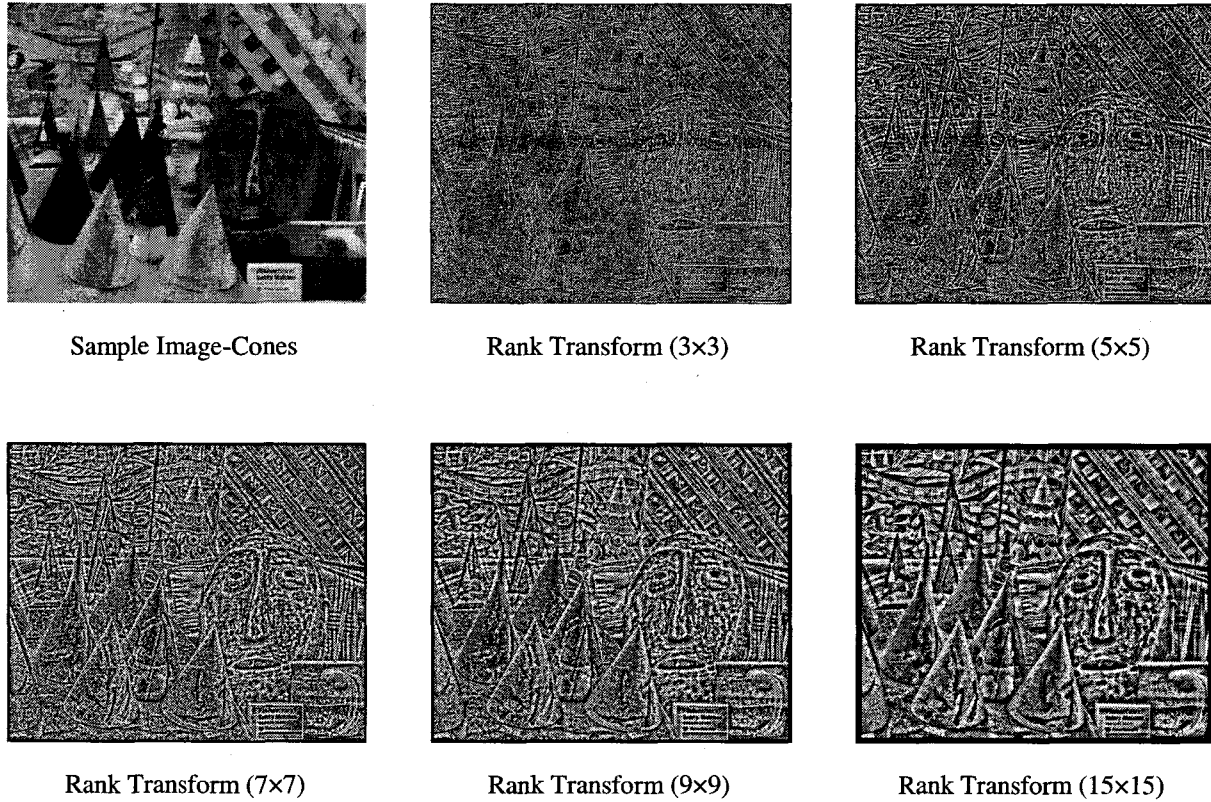 Sample Image-Cones
Rank Transform (3×3)
Rank Transform (5×5)
Rank Transform (7×7)
Rank Transform (9×9)
Rank Transform (15×15)